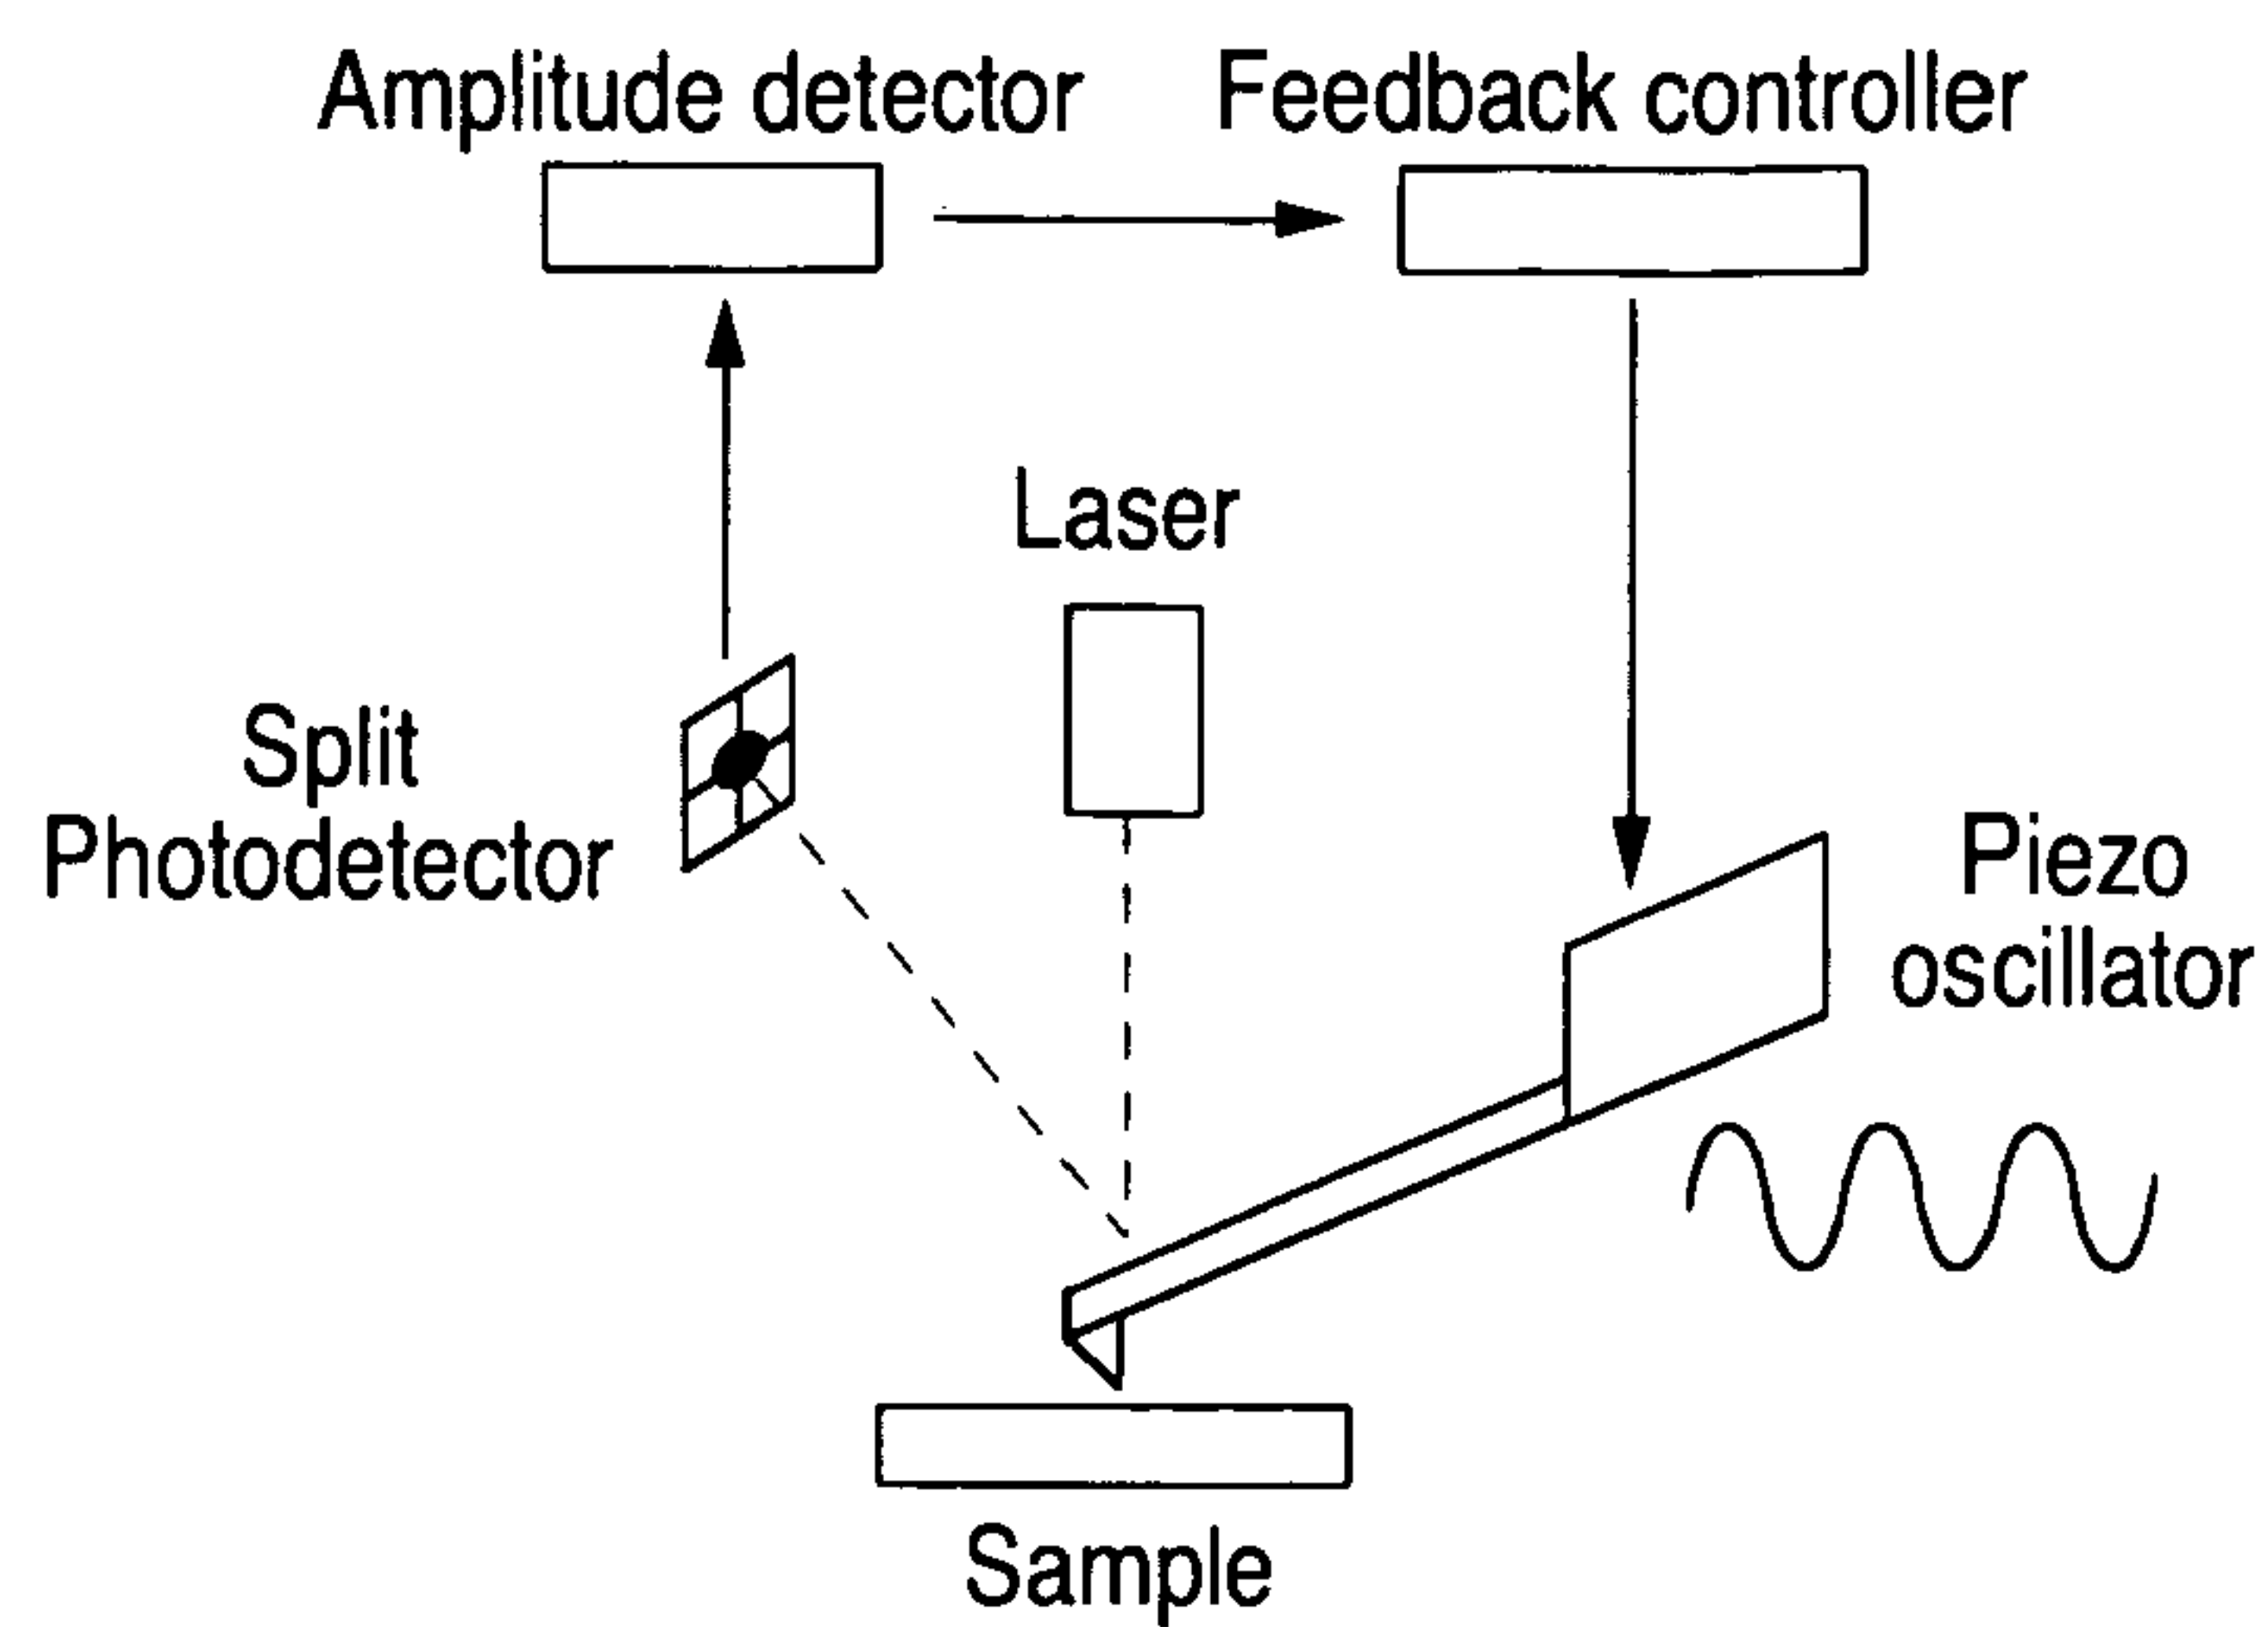 Amplitude detector
Feedback controller
Laser
Split
Photodetector
Piezo
oscillator
Sample